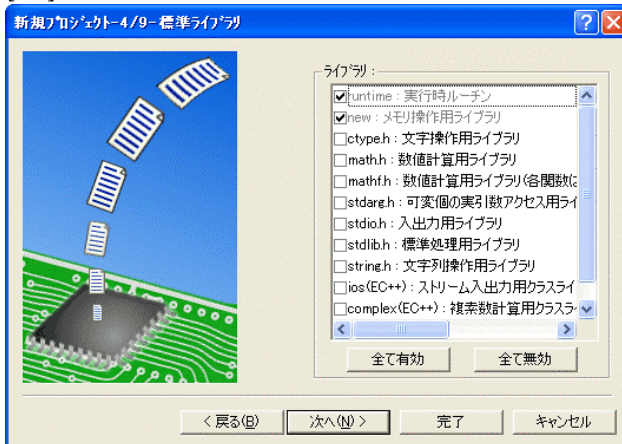 新規プロジェクト-4/9-標準ライブラリ
ライブラリ :
runtime : 実行時ルーチン
new : メモリ操作用ライブラリ
ctype.h : 文字操作用ライブラリ
math.h : 数値計算用ライブラリ
mathf.h : 数値計算用ライブラリ(各関数は
stdarg.h : 可変個の実引数アクセス用ライ
stdio.h : 入出力用ライブラリ
stdlib.h : 標準処理用ライブラリ
string.h : 文字列操作用ライブラリ
ios(EC++) : ストリーム入出力用クラスライ
complex(EC++) : 複素数計算用クラスラ
全て有効 全て無効
< 戻る(B) 次へ(N) > 完了 キャンセル